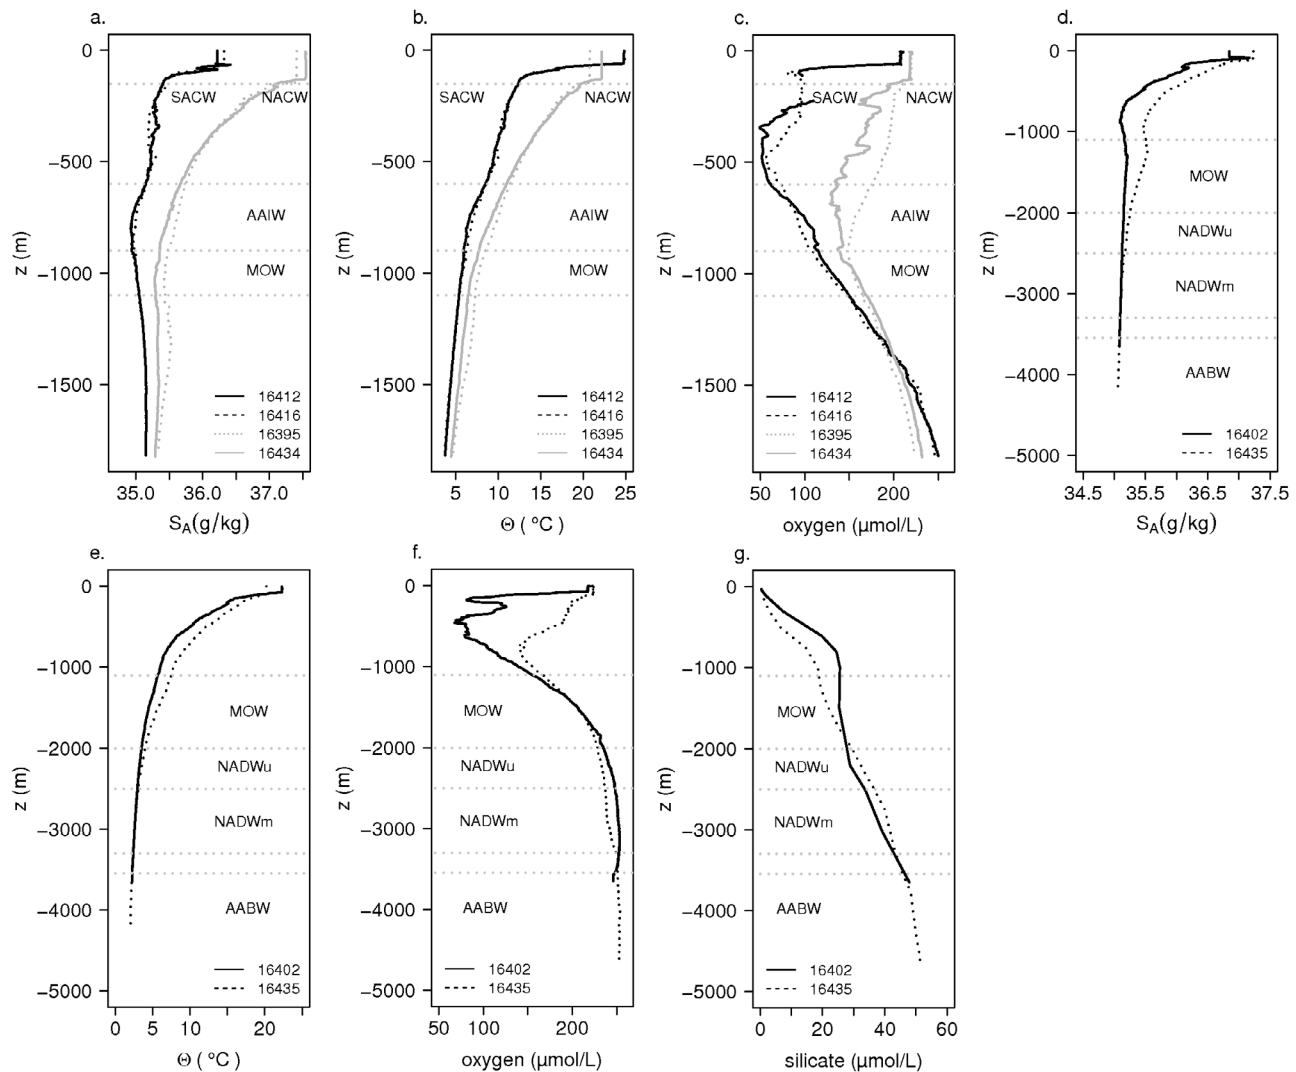 a.
0
−500
−1000
−1500
z (m)
SACW
NACW
AAIW
MOW
16412
16416
16395
16434
35.0
36.0
37.0
SA(g/kg)
b.
0
−500
−1000
−1500
z (m)
SACW
NACW
AAIW
MOW
16412
16416
16395
16434
5
10
15
20
25
Θ ( ºC)
c.
0
−500
−1000
−1500
z (m)
SACW
NACW
AAIW
MOW
16412
16416
16395
16434
50
100
200
oxygen (µmol/L)
d.
0
−1000
−2000
−3000
−4000
−5000
z (m)
MOW
NADWu
NADWm
AABW
16402
16435
34.5
35.5
36.5
37.5
SA(g/kg)
e.
0
−1000
−2000
−3000
−4000
−5000
z (m)
MOW
NADWu
NADWm
AABW
16402
16435
0
5
10
20
Θ ( ºC)
f.
0
−1000
−2000
−3000
−4000
−5000
z (m)
MOW
NADWu
NADWm
AABW
16402
16435
50
100
200
oxygen (µmol/L)
g.
0
−1000
−2000
−3000
−4000
−5000
z (m)
MOW
NADWu
NADWm
AABW
16402
16435
0
20
40
60
silicate (µmol/L)